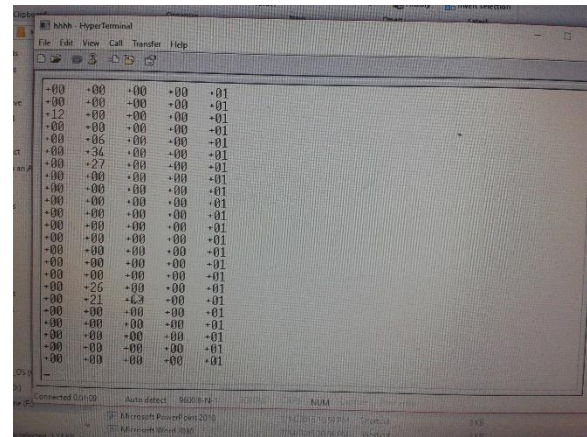 Clipboard
Invert selection
hhhh - HyperTerminal
File Edit View Call Transfer Help
+00 +00 +00 +00 +01
+00 +00 +00 +00 +01
+12 +00 +00 +00 +01
+00 +00 +00 +00 +01
+00 +06 +00 +00 +01
+00 +34 +00 +00 +01
+00 +27 +00 +00 +01
+00 +00 +00 +00 +01
+00 +00 +00 +00 +01
+00 +00 +00 +00 +01
+00 +00 +00 +00 +01
+00 +00 +00 +00 +01
+00 +00 +00 +00 +01
+00 +00 +00 +00 +01
+00 +00 +00 +00 +01
+00 +00 +00 +00 +01
+00 +26 +00 +00 +01
+00 +21 +00 +00 +01
+00 +00 +00 +00 +01
+00 +00 +00 +00 +01
+00 +00 +00 +00 +01
+00 +00 +00 +00 +01
+00 +00 +00 +00 +01
Connected 0:01:09 Auto detect 9600 8-N- NUM
Microsoft PowerPoint 2010
Microsoft Word 2010